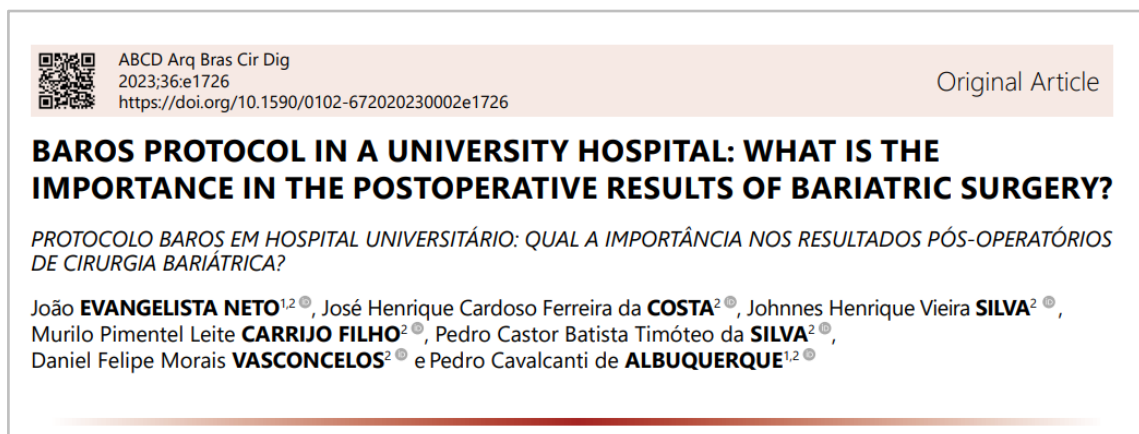 ABCD Arq Bras Cir Dig
2023;36:e1726
https://doi.org/10.1590/0102-672020230002e1726
Original Article
BAROS PROTOCOL IN A UNIVERSITY HOSPITAL: WHAT IS THE
IMPORTANCE IN THE POSTOPERATIVE RESULTS OF BARIATRIC SURGERY?
PROTOCOLO BAROS EM HOSPITAL UNIVERSITÁRIO: QUAL A IMPORTÂNCIA NOS RESULTADOS PÓS-OPERATÓRIOS
DE CIRURGIA BARIÁTRICA?
João EVANGELISTA NETO1,2, José Henrique Cardoso Ferreira da COSTA2, Johnnes Henrique Vieira SILVA2,
Murilo Pimentel Leite CARRIJO FILHO2, Pedro Castor Batista Timóteo da SILVA2,
Daniel Felipe Morais VASCONCELOS2 e Pedro Cavalcanti de ALBUQUERQUE1,2